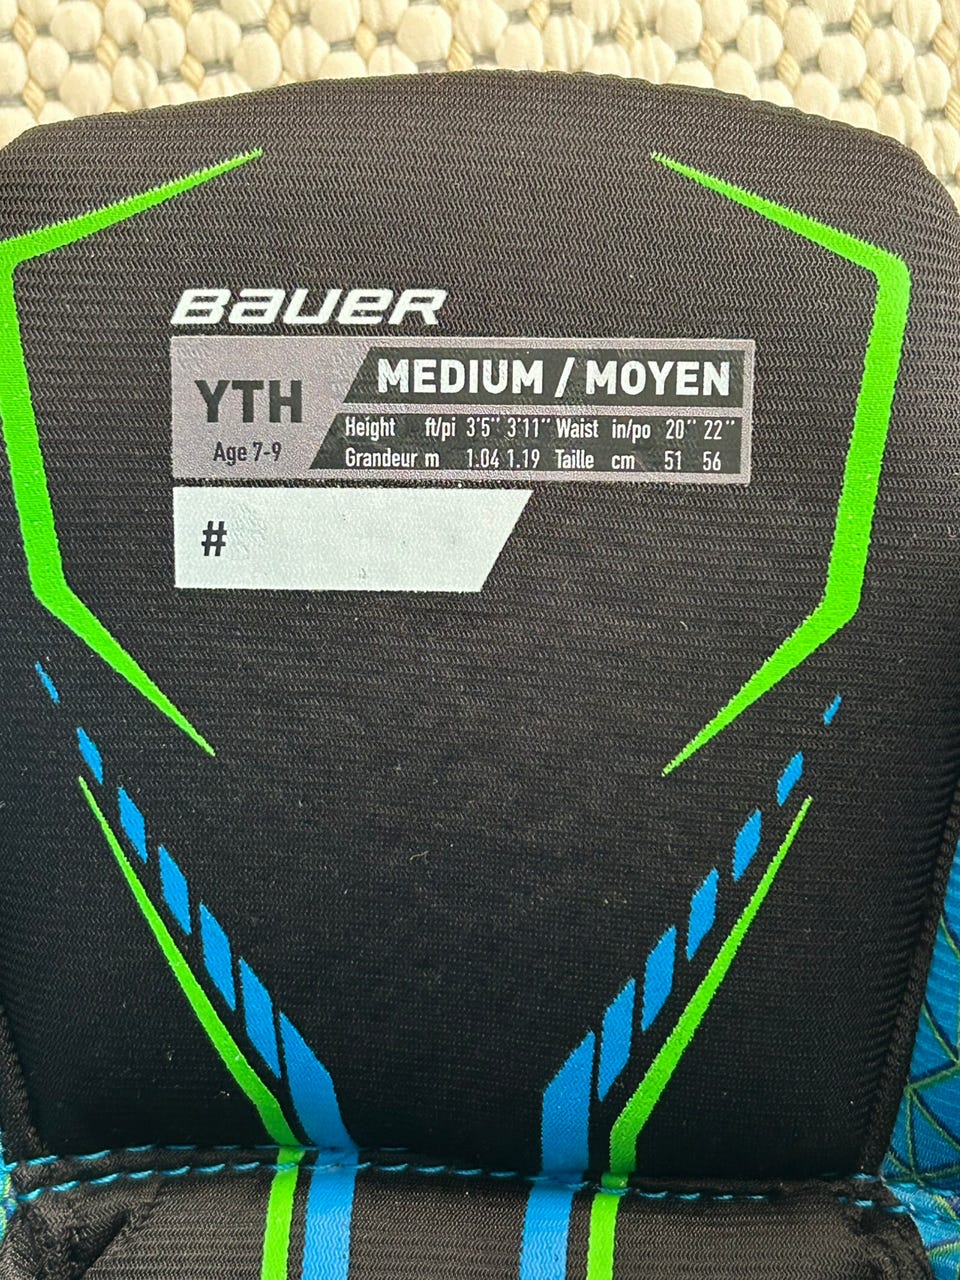 BAUER
YTH
Age 7-9
MEDIUM / MOYEN
Height ft/pi 3'5" 3'11" Waist in/po 20" 22"
Grandeur m 1.04 1.19 Taille cm 51 56
#